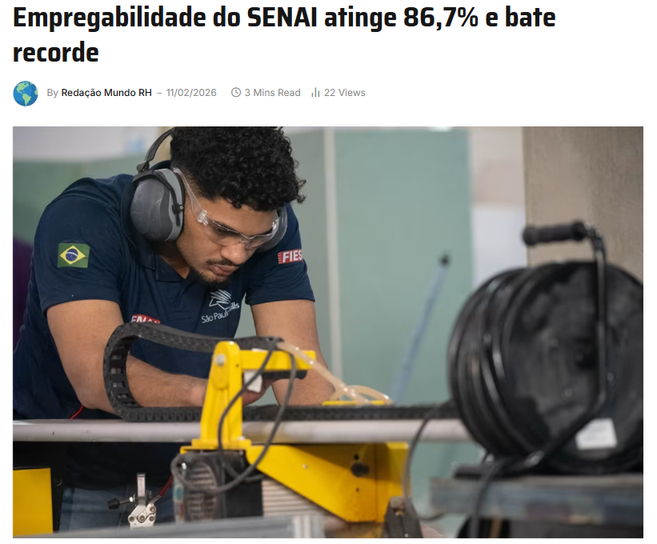 Empregabilidade do SENAI atinge 86,7% e bate
recorde
By Redação Mundo RH – 11/02/2026 3 Mins Read 22 Views
FIES
São Paulo